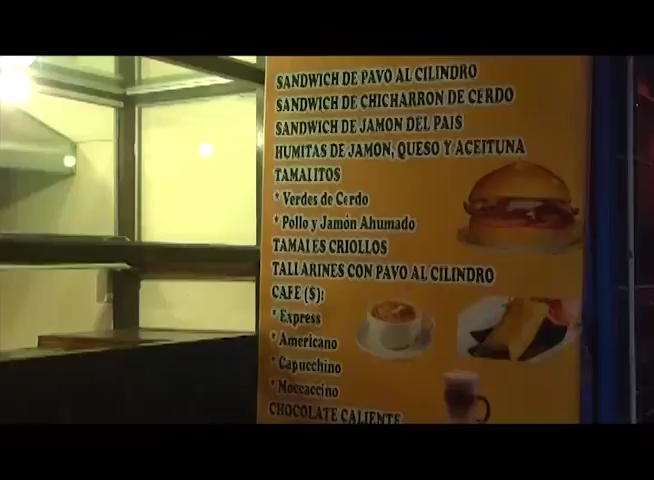 SANDWICH DE PAVO AL CILINDRO
SANDWICH DE CHICHARRON DE CERDO
SANDWICH DE JAMON DEL PAIS
HUMITAS DE JAMON, QUESO Y ACEITUNA
TAMALITOS
* Verdes de Cerdo
* Pollo y Jamón Ahumado
TAMALES CRIOLLOS
TALLARINES CON PAVO AL CILINDRO
CAFE (S):
* Express
* Americano
* Capucchino
* Moccaccino
CHOCOLATE CALIENTE